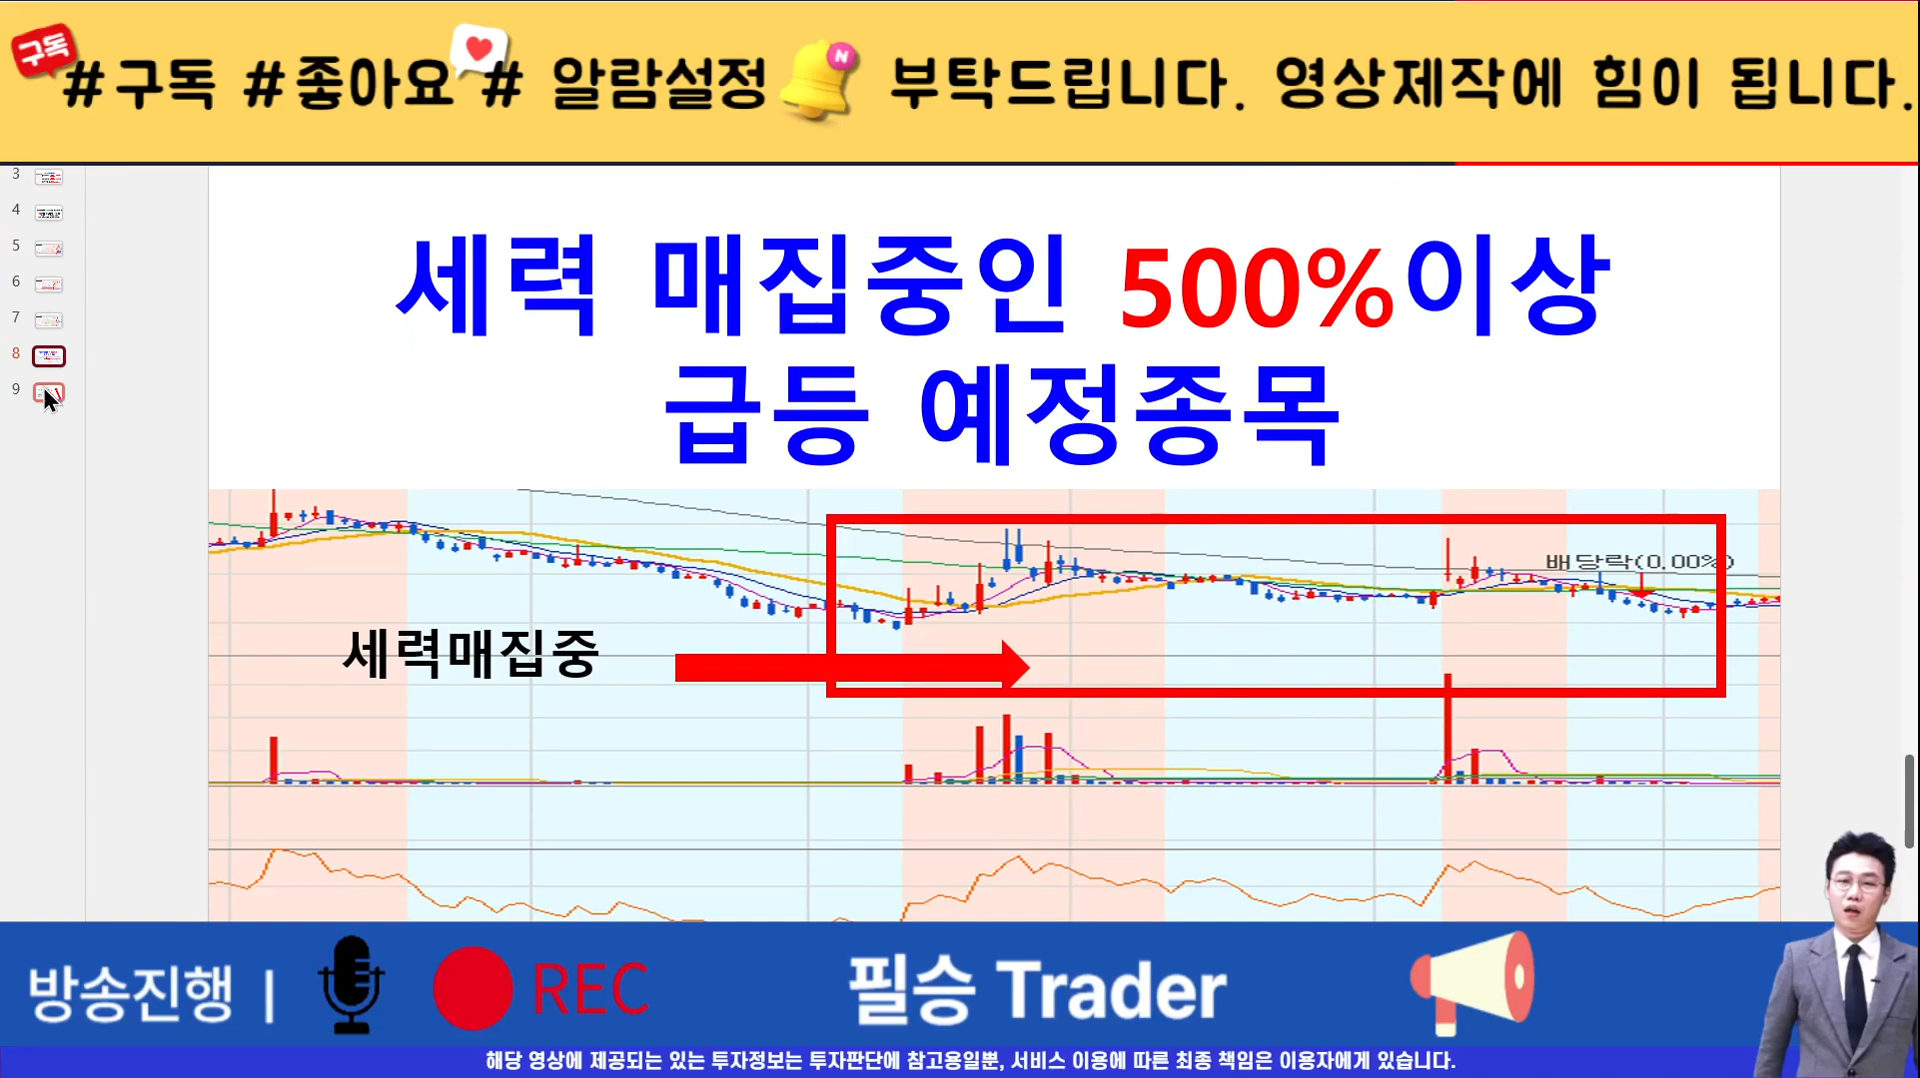 구독
#구독 #좋아요 # 알람설정 N 부탁드립니다. 영상제작에 힘이 됩니다.
3
4
5
6
7
8
9
세력 매집중인 500%이상
급등 예정종목
배당락(0.00%)
세력매집중
방송진행 | REC 필승 Trader
해당 영상에 제공되는 있는 투자정보는 투자판단에 참고용일뿐, 서비스 이용에 따른 최종 책임은 이용자에게 있습니다.